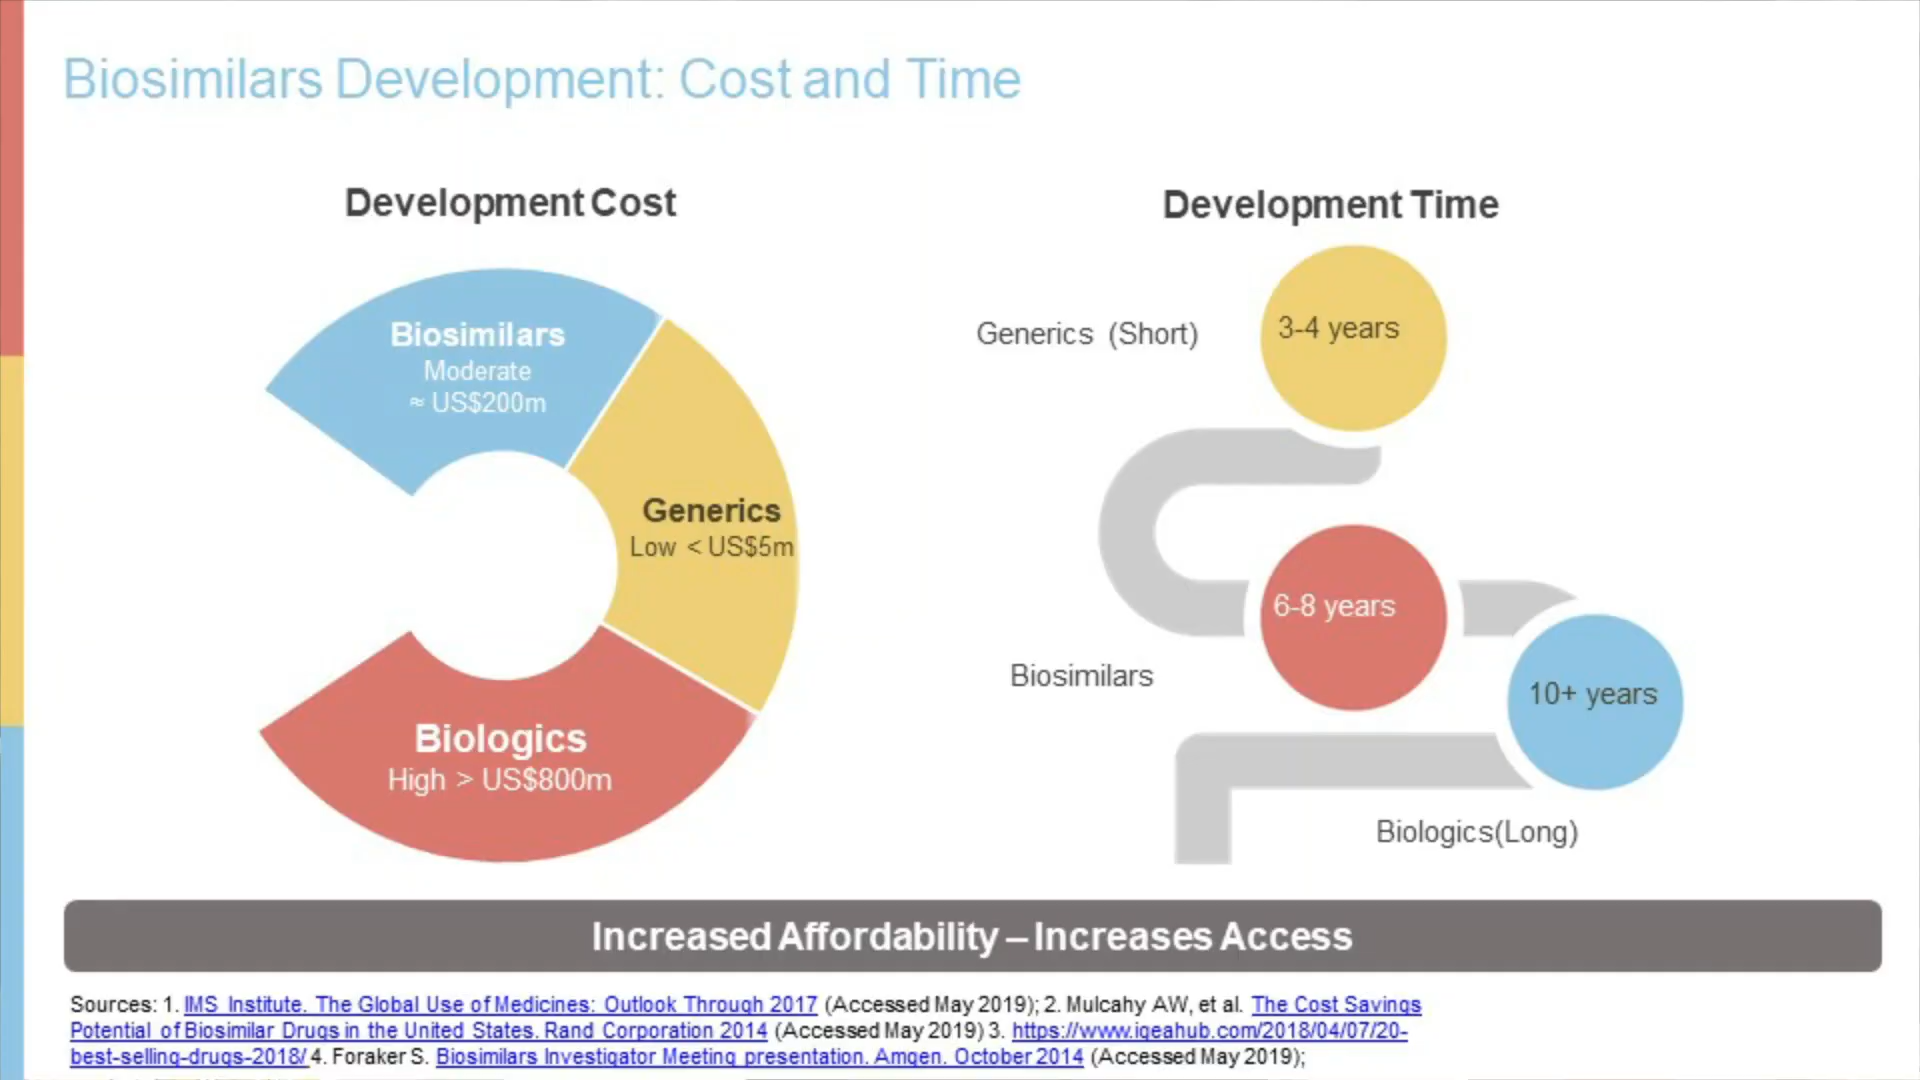 Biosimilars Development: Cost and Time
Development Cost
Biosimilars
Moderate
≈ US$200m
Generics
Low < US$5m
Biologics
High > US$800m
Development Time
Generics (Short)
3-4 years
6-8 years
Biosimilars
10+ years
Biologics(Long)
Increased Affordability – Increases Access
Sources: 1. IMS Institute. The Global Use of Medicines: Outlook Through 2017 (Accessed May 2019); 2. Mulcahy AW, et al. The Cost Savings
Potential of Biosimilar Drugs in the United States. Rand Corporation 2014 (Accessed May 2019) 3. https://www.igeahub.com/2018/04/07/20-
best-selling-drugs-2018/ 4. Foraker S. Biosimilars Investigator Meeting presentation. Amgen. October 2014 (Accessed May 2019);